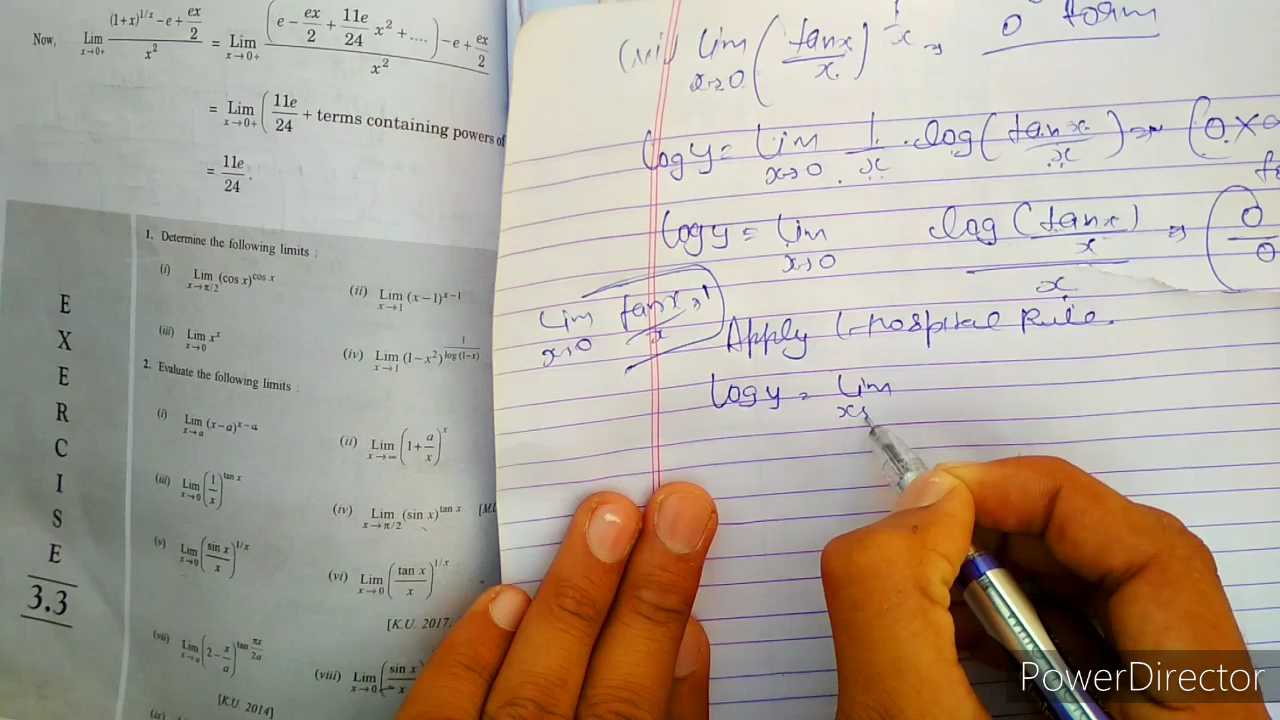 Now, Lim x→0+ (1+x)^{1/x} − e + ex/2 / x² = Lim x→0+ (e − ex/2 + 11e/24 x² + ....) − e + ex/2 / x²
= Lim x→0+ (11e/24 + terms containing powers of
= 11e/24.
EXERCISE 3.3
1. Determine the following limits :
(i) Lim x→π/2 (cos x)^{cos x}
(ii) Lim x→1 (x−1)^{x−1}
(iii) Lim x→0 x^x
(iv) Lim x→1 (1−x²)^{1/log(1−x)}
2. Evaluate the following limits :
(i) Lim x→a (x−a)^{x−a}
(ii) Lim x→∞ (1+a/x)^x
(iii) Lim x→0 (1/x)^{tan x}
(iv) Lim x→π/2 (sin x)^{tan x}
(v) Lim x→0 (sin x/x)^{1/x}
(vi) Lim x→0 (tan x/x)^{1/x}
[K.U. 2017,
(vii) Lim x→a (2−x/a)^{tan πx/2a}
(viii) Lim x→0 (sin x/x
[K.U. 2014]
(ix) Lim
lim x→0 (tanx/x)^{1/x} ⇒ 0 form
log y = lim x→0 1/x . log(tanx/x) ⇒ (0×
log y = lim x→0 log(tanx/x) / x ⇒ (0/0
lim x→0 tanx/x = 1
Apply L-hospital Rule
log y = lim x→
PowerDirector